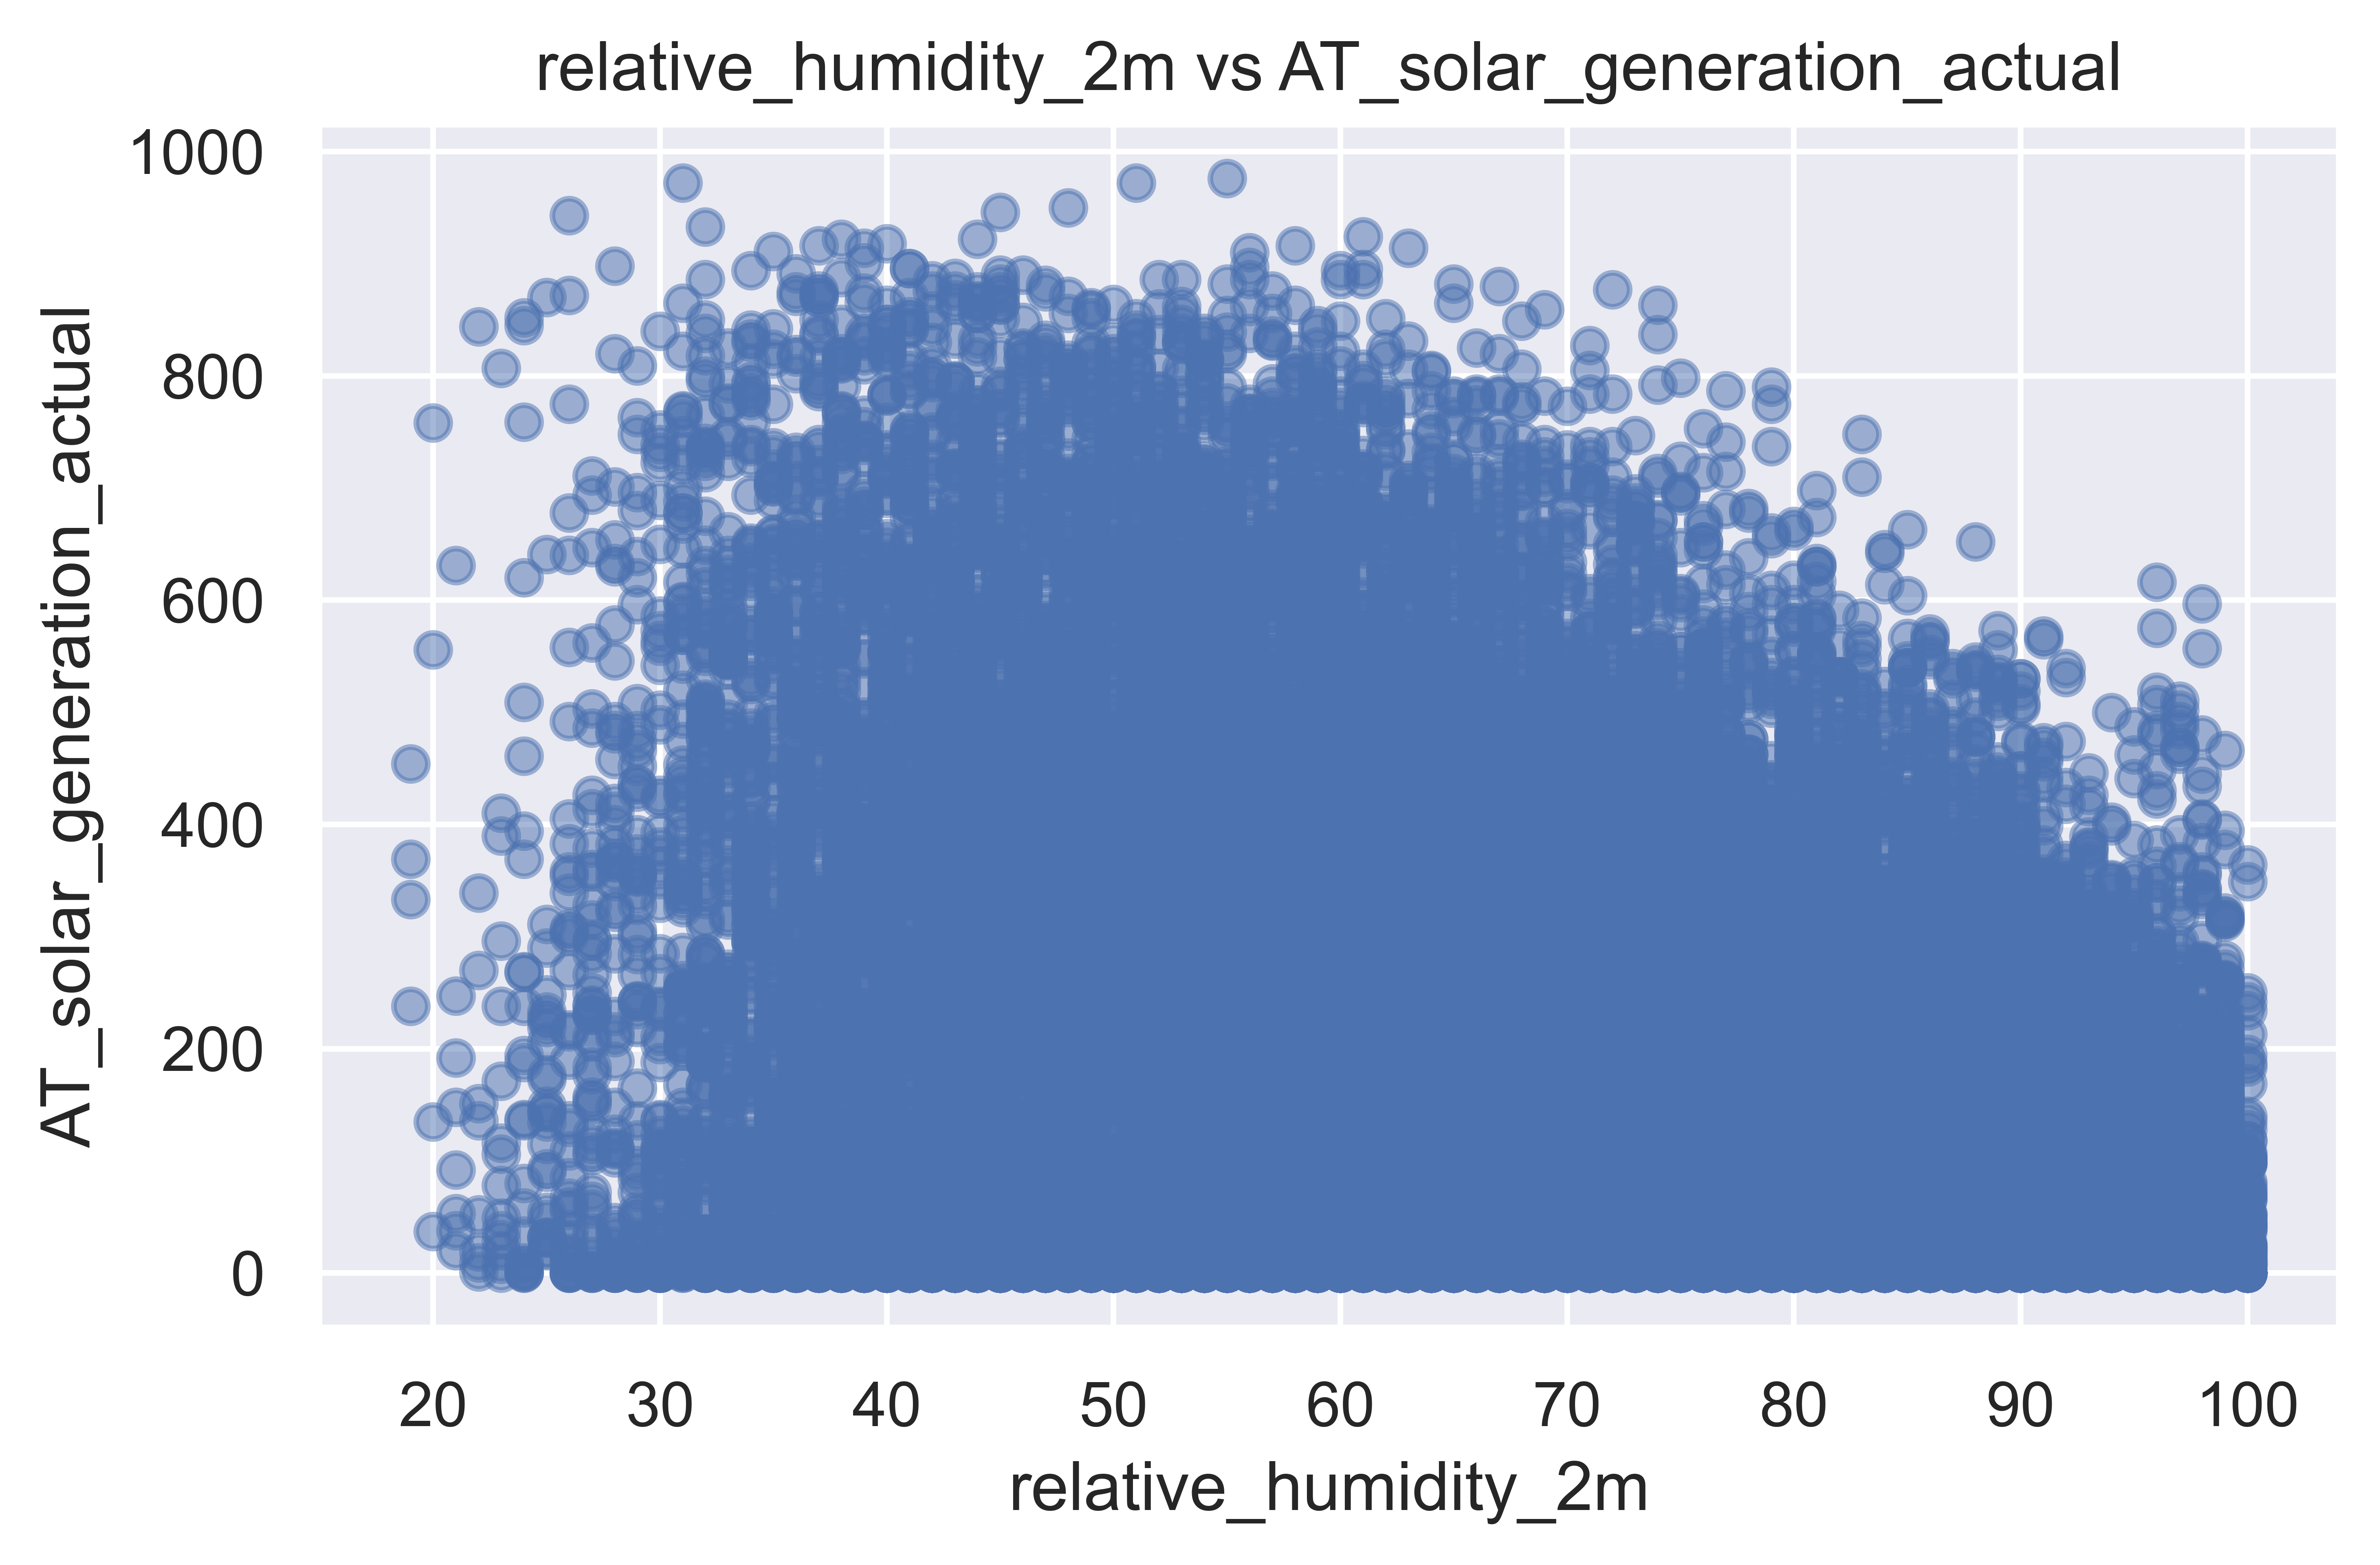 relative_humidity_2m vs AT_solar_generation_actual
AT_solar_generation_actual
1000
800
600
400
200
0
20 30 40 50 60 70 80 90 100
relative_humidity_2m